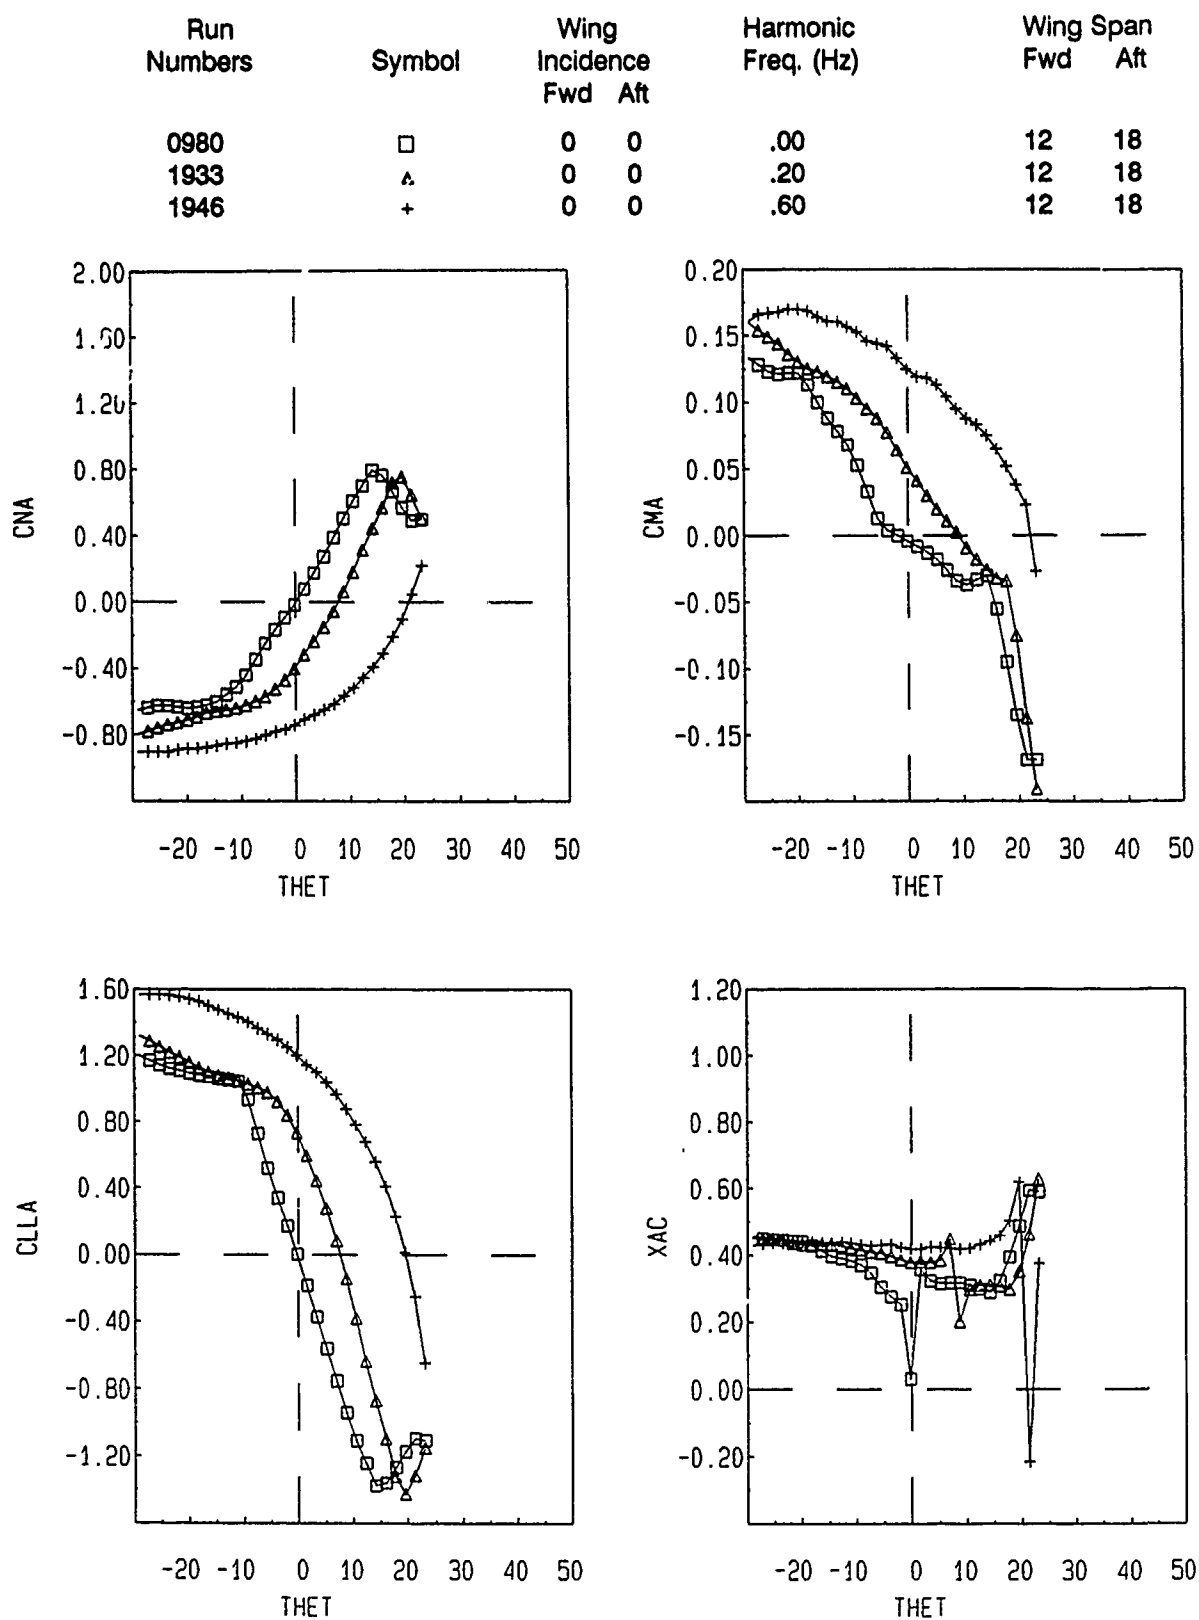 Run Wing Harmonic Wing Span
Numbers Symbol Incidence Freq. (Hz) Fwd Aft
Fwd Aft
0980 □ 0 0 .00 12 18
1933 △ 0 0 .20 12 18
1946 + 0 0 .60 12 18
2.00
1.60
1.20
0.80
0.40
0.00
-0.40
-0.80
CNA
-20 -10 0 10 20 30 40 50
THET
0.20
0.15
0.10
0.05
0.00
-0.05
-0.10
-0.15
CMA
-20 -10 0 10 20 30 40 50
THET
1.60
1.20
0.80
0.40
0.00
-0.40
-0.80
-1.20
CLLA
-20 -10 0 10 20 30 40 50
THET
1.20
1.00
0.80
0.60
0.40
0.20
0.00
-0.20
XAC
-20 -10 0 10 20 30 40 50
THET